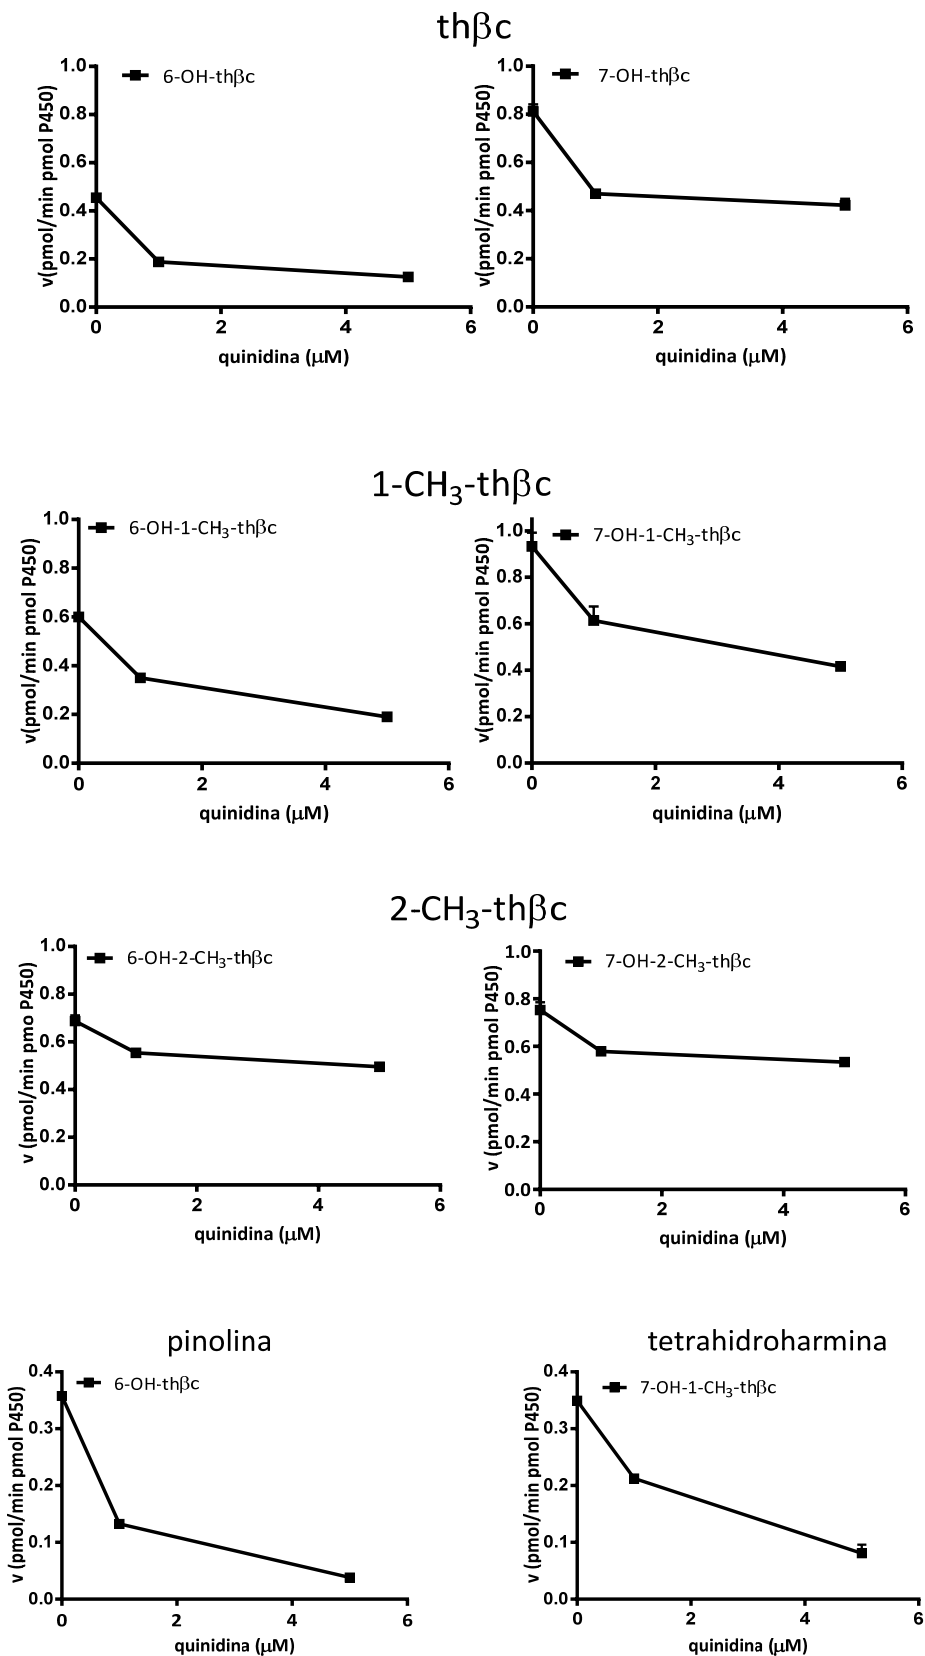 thβc
6-OH-thβc
7-OH-thβc
v(pmol/min pmol P450)
1.0
0.8
0.6
0.4
0.2
0.0
0 2 4 6
quinidina (μM)
v(pmol/min pmol P450)
1.0
0.8
0.6
0.4
0.2
0.0
0 2 4 6
quinidina (μM)
1-CH3-thβc
6-OH-1-CH3-thβc
7-OH-1-CH3-thβc
v(pmol/min pmol P450)
1.0
0.8
0.6
0.4
0.2
0.0
0 2 4 6
quinidina (μM)
v(pmol/min pmol P450)
1.0
0.8
0.6
0.4
0.2
0.0
0 2 4 6
quinidina (μM)
2-CH3-thβc
6-OH-2-CH3-thβc
7-OH-2-CH3-thβc
v (pmol/min pmo P450)
1.0
0.8
0.6
0.4
0.2
0.0
0 2 4 6
quinidina (μM)
v (pmol/min pmol P450)
1.0
0.8
0.6
0.4
0.2
0.0
0 2 4 6
quinidina (μM)
pinolina
6-OH-thβc
v (pmol/min pmol P450)
0.4
0.3
0.2
0.1
0.0
0 2 4 6
quinidina (μM)
tetrahidroharmina
7-OH-1-CH3-thβc
v (pmol/min pmol P450)
0.4
0.3
0.2
0.1
0.0
0 2 4 6
quinidina (μM)